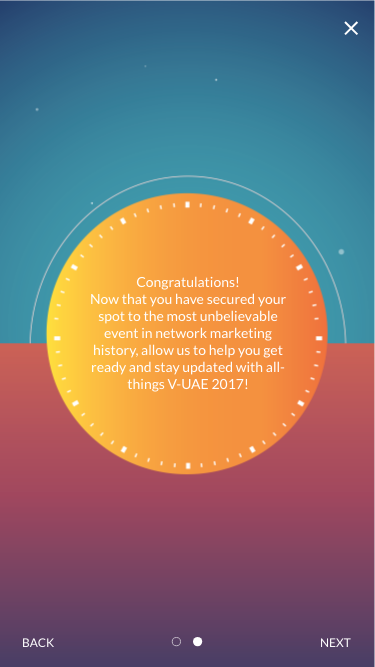 Congratulations!
Now that you have secured your
spot to the most unbelievable
event in network marketing
history, allow us to help you get
ready and stay updated with all-
things V-UAE 2017!
BACK
NEXT